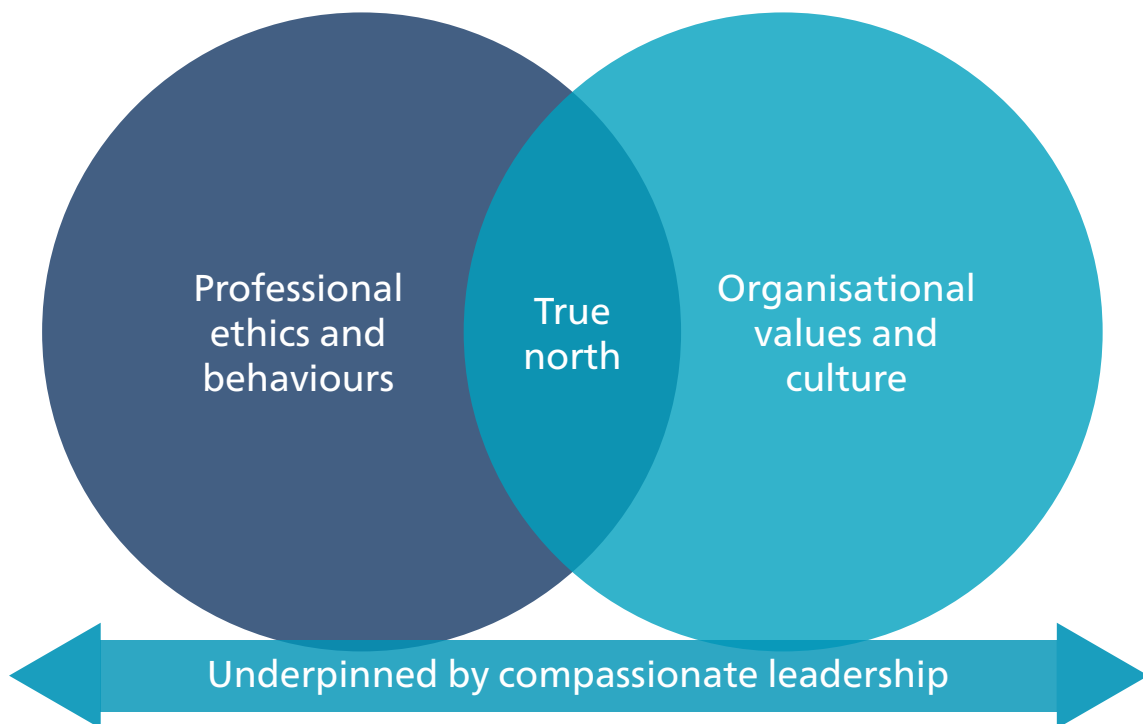 Professional
ethics and
behaviours
True
north
Organisational
values and
culture
Underpinned by compassionate leadership